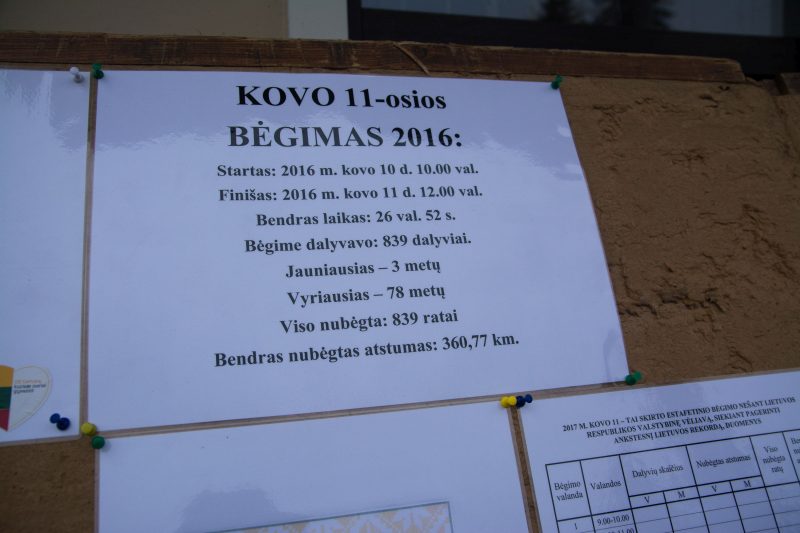 KOVO 11-osios
BĖGIMAS 2016:
Startas: 2016 m. kovo 10 d. 10.00 val.
Finišas: 2016 m. kovo 11 d. 12.00 val.
Bendras laikas: 26 val. 52 s.
Bėgime dalyvavo: 839 dalyviai.
Jauniausias – 3 metų
Vyriausias – 78 metų
Viso nubėgta: 839 ratai
Bendras nubėgtas atstumas: 360,77 km.
2017 M. KOVO 11 – TAI SKIRTO ESTAFETINIO BĖGIMO NEŠANT LIETUVOS
RESPUBLIKOS VALSTYBINĘ VĖLIAVĄ, SIEKIANT PAGERINTI
ANKSTESNĮ LIETUVOS REKORDĄ, DUOMENYS
Bėgimo valanda
Valandos
Dalyvių skaičius
Nubėgtas atstumas
Viso nubėgta ratų
V M V M
1 9.00-10.00